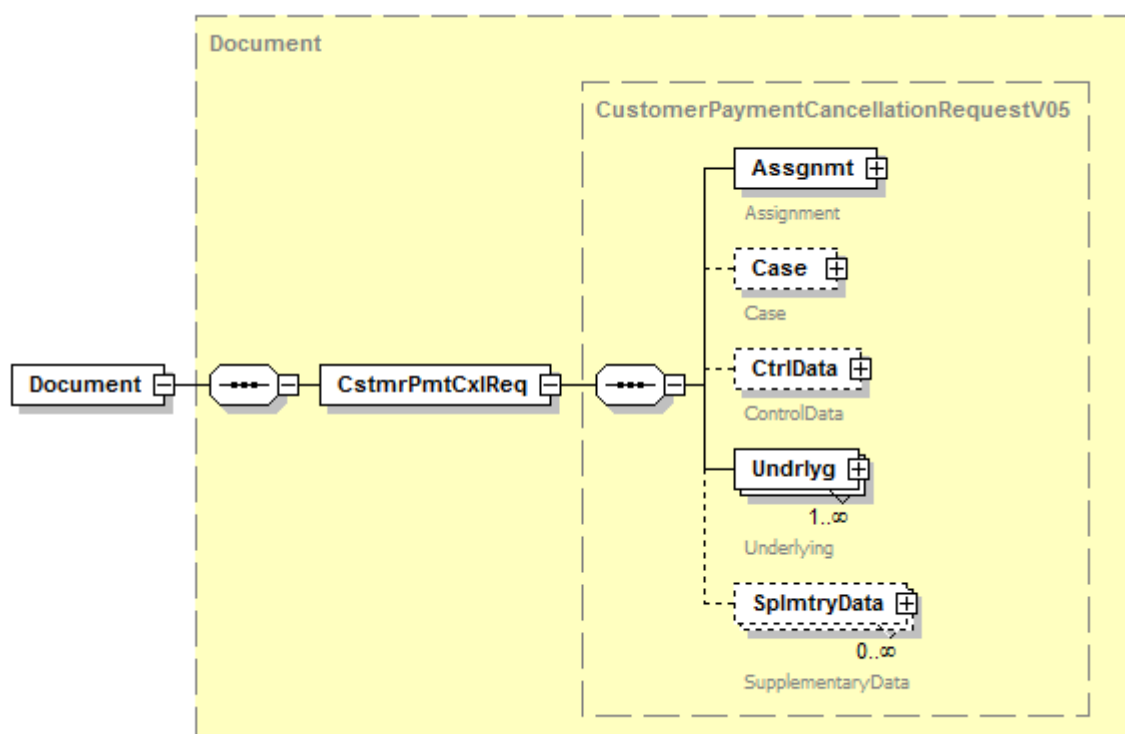 Document
CustomerPaymentCancellationRequestV05
Assgnmt
Assignment
Case
Case
Document
CstmrPmtCxlReq
CtrlData
ControlData
Undrlyg
1..∞
Underlying
SplmtryData
0..∞
SupplementaryData